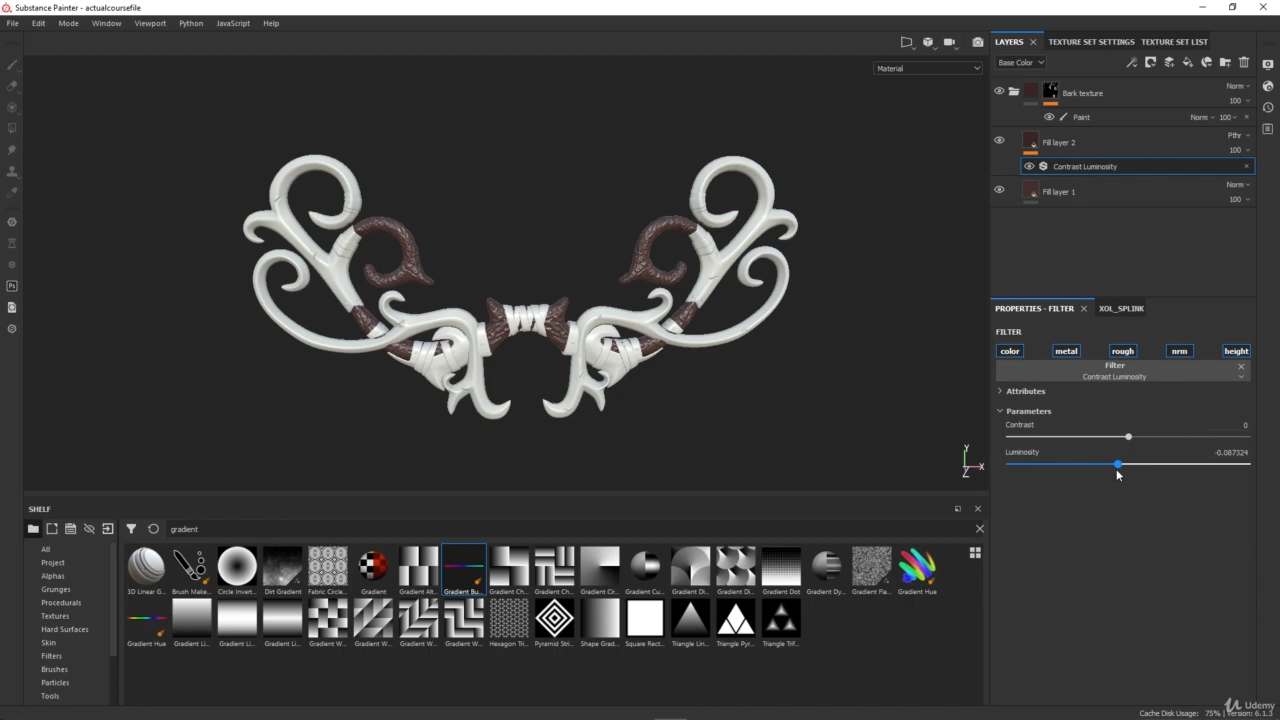 Substance Painter - actualcoursefile
File Edit Mode Window Viewport Python JavaScript Help
LAYERS TEXTURE SET SETTINGS TEXTURE SET LIST
Material
Base Color
Bark texture Norm
100
Paint Norm 100
Fill layer 2 Pthr
100
Contrast Luminosity
Fill layer 1 Norm
100
PROPERTIES - FILTER XOL_SPLINK
FILTER
color metal rough nrm height
Filter
Contrast Luminosity
Attributes
Parameters
Contrast 0
Luminosity -0.087324
Y
X
Z
SHELF
gradient
All
Project
Alphas
Grunges
Procedurals
Textures
Hard Surfaces
Skin
Filters
Brushes
Particles
Tools
3D Linear G... Brush Make... Circle Invert... Dirt Gradient Fabric Circle... Gradient Gradient Alt... Gradient Bu... Gradient Ch... Gradient Ch... Gradient Cir... Gradient Cu... Gradient Di... Gradient Di... Gradient Dot Gradient Dy... Gradient Fla... Gradient Hue
Gradient Hue Gradient Li... Gradient Li... Gradient Li... Gradient W... Gradient W... Gradient W... Gradient W... Hexagon Tri... Pyramid Stri... Shape Grad... Square Rect... Triangle Lin... Triangle Pyr... Triangle Trif...
Udemy
Cache Disk Usage: 75% | Version: 6.1.3